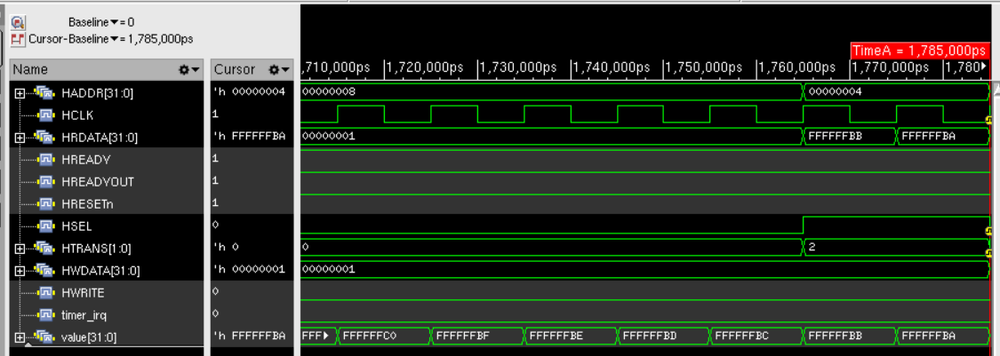 Baseline▼= 0
Cursor-Baseline▼= 1,785,000ps
TimeA = 1,785,000ps
Name Cursor ,710,000ps |1,720,000ps |1,730,000ps |1,740,000ps |1,750,000ps |1,760,000ps |1,770,000ps |1,780
HADDR[31:0] 'h 00000004 00000008 00000004
HCLK 1
HRDATA[31:0] 'h FFFFFFBA 00000001 FFFFFFBB FFFFFFBA
HREADY 1
HREADYOUT 1
HRESETn 1
HSEL 0
HTRANS[1:0] 'h 0 0 2
HWDATA[31:0] 'h 00000001 00000001
HWRITE 0
timer_irq 0
value[31:0] 'h FFFFFFBA FFF FFFFFFC0 FFFFFFBF FFFFFFBE FFFFFFBD FFFFFFBC FFFFFFBB FFFFFFBA